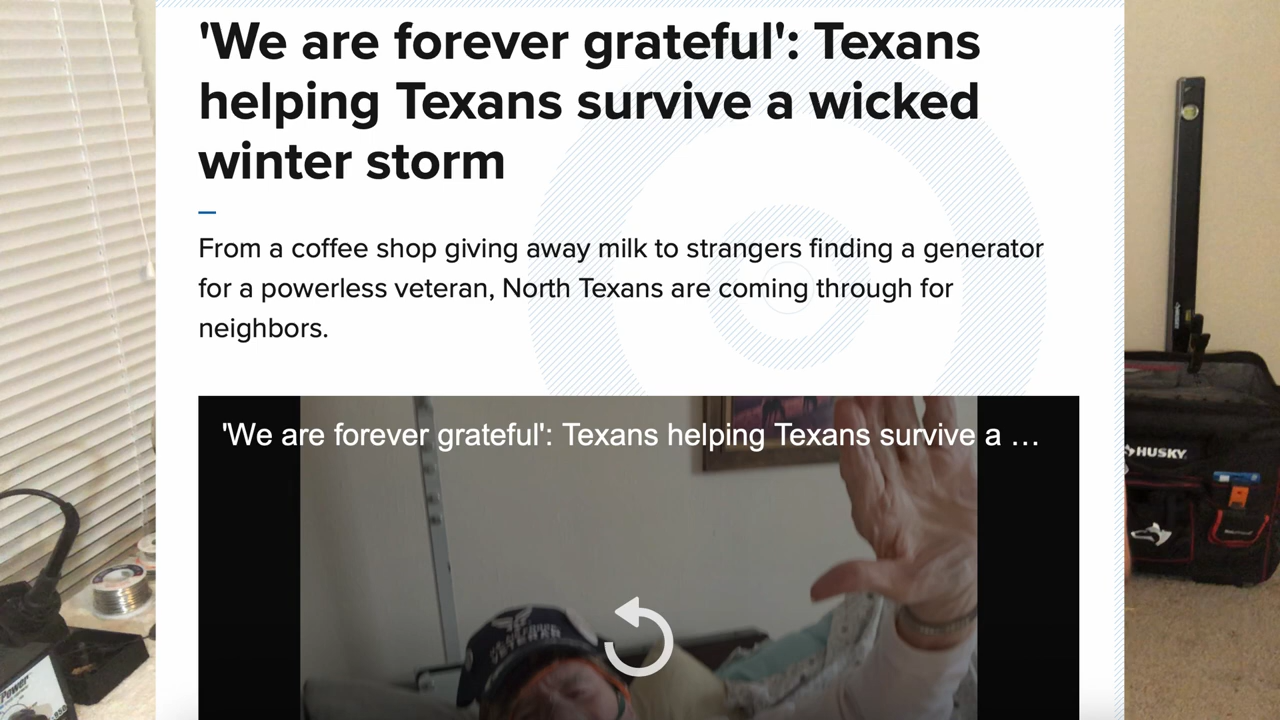 'We are forever grateful': Texans
helping Texans survive a wicked
winter storm
From a coffee shop giving away milk to strangers finding a generator
for a powerless veteran, North Texans are coming through for
neighbors.
'We are forever grateful': Texans helping Texans survive a ...
VETERAN
HUSKY
Power